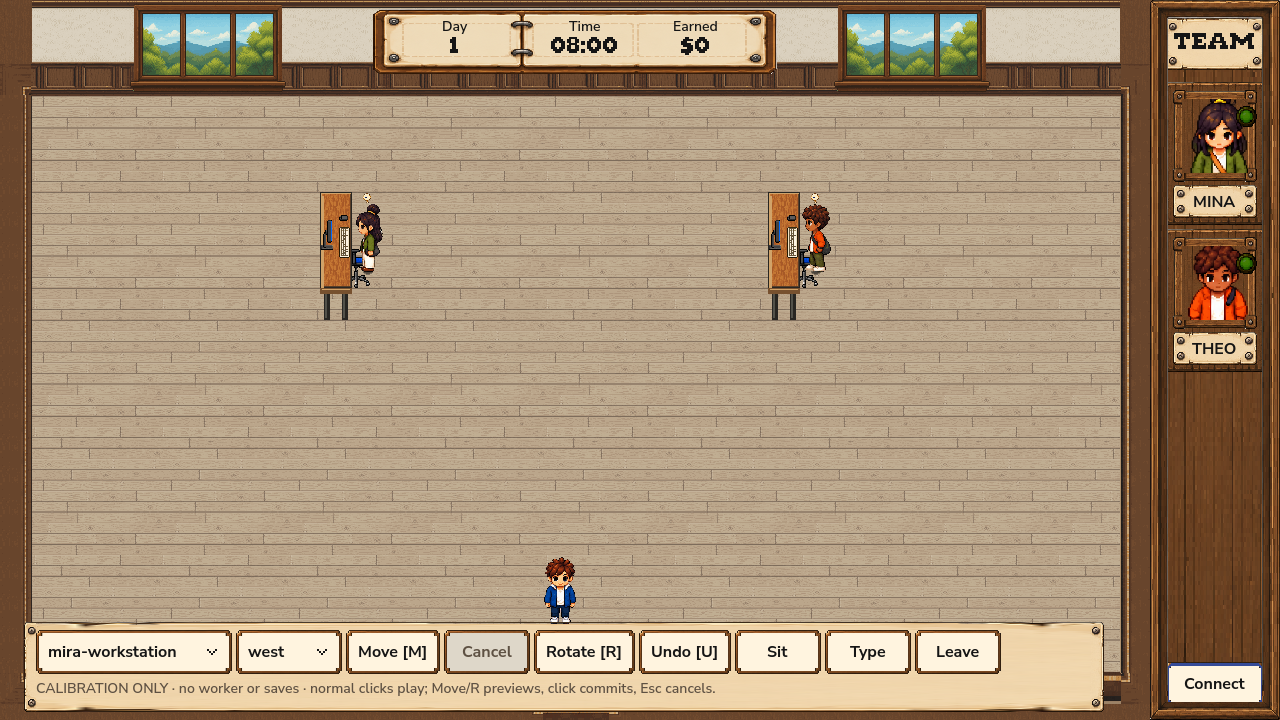 Day
1
Time
08:00
Earned
$0
TEAM
MINA
THEO
mira-workstation
west
Move [M]
Cancel
Rotate [R]
Undo [U]
Sit
Type
Leave
CALIBRATION ONLY · no worker or saves · normal clicks play; Move/R previews, click commits, Esc cancels.
Connect